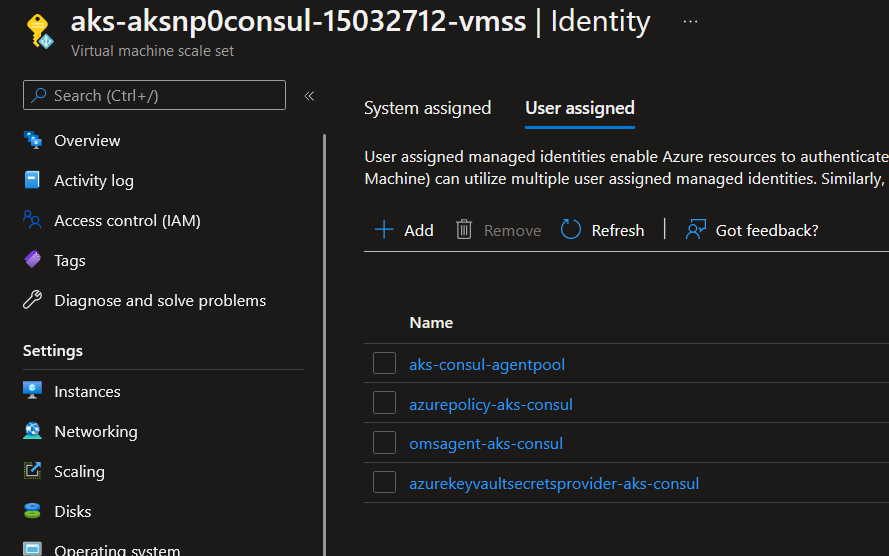 aks-aksnp0consul-15032712-vmss | Identity ...
Virtual machine scale set
Search (Ctrl+/)
«
Overview
Activity log
Access control (IAM)
Tags
Diagnose and solve problems
Settings
Instances
Networking
Scaling
Disks
Operating system
System assigned User assigned
User assigned managed identities enable Azure resources to authenticate
Machine) can utilize multiple user assigned managed identities. Similarly,
Add Remove Refresh | Got feedback?
Name
aks-consul-agentpool
azurepolicy-aks-consul
omsagent-aks-consul
azurekeyvaultsecretsprovider-aks-consul